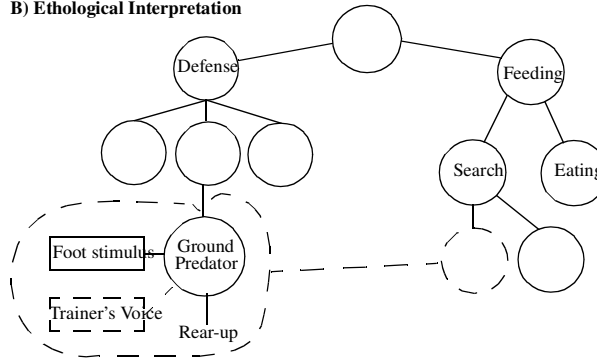 B) Ethological Interpretation
Defense
Feeding
Search
Eating
Foot stimulus
Ground
Predator
Trainer's Voice
Rear-up